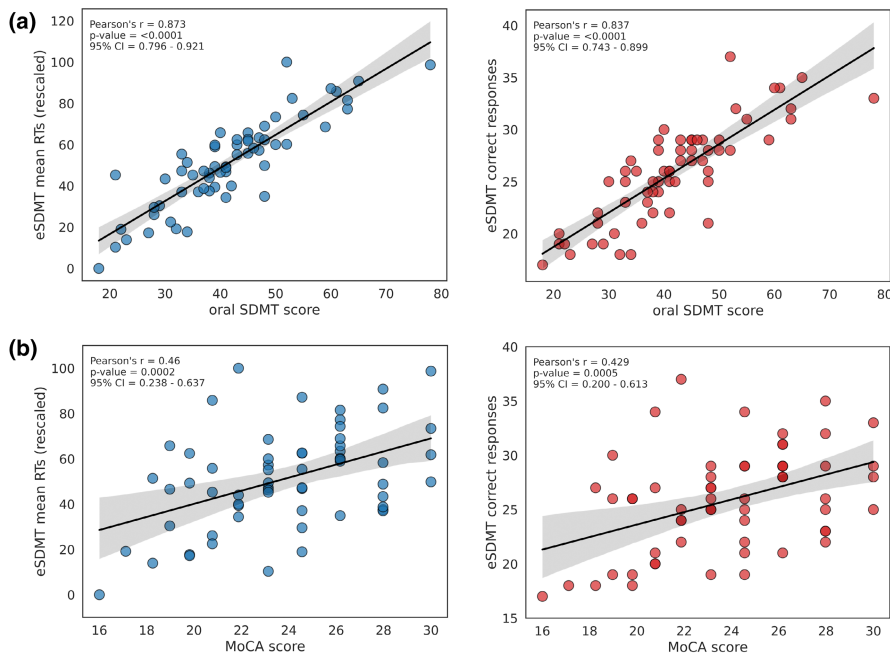 (a)
Pearson's r = 0.873
p-value = <0.0001
95% CI = 0.796 - 0.921
eSDMT mean RTs (rescaled)
120
100
80
60
40
20
0
20 30 40 50 60 70 80
oral SDMT score
Pearson's r = 0.837
p-value = <0.0001
95% CI = 0.743 - 0.899
eSDMT correct responses
40
35
30
25
20
20 30 40 50 60 70 80
oral SDMT score
(b)
Pearson's r = 0.46
p-value = 0.0002
95% CI = 0.238 - 0.637
eSDMT mean RTs (rescaled)
100
80
60
40
20
0
16 18 20 22 24 26 28 30
MoCA score
Pearson's r = 0.429
p-value = 0.0005
95% CI = 0.200 - 0.613
eSDMT correct responses
40
35
30
25
20
15
16 18 20 22 24 26 28 30
MoCA score